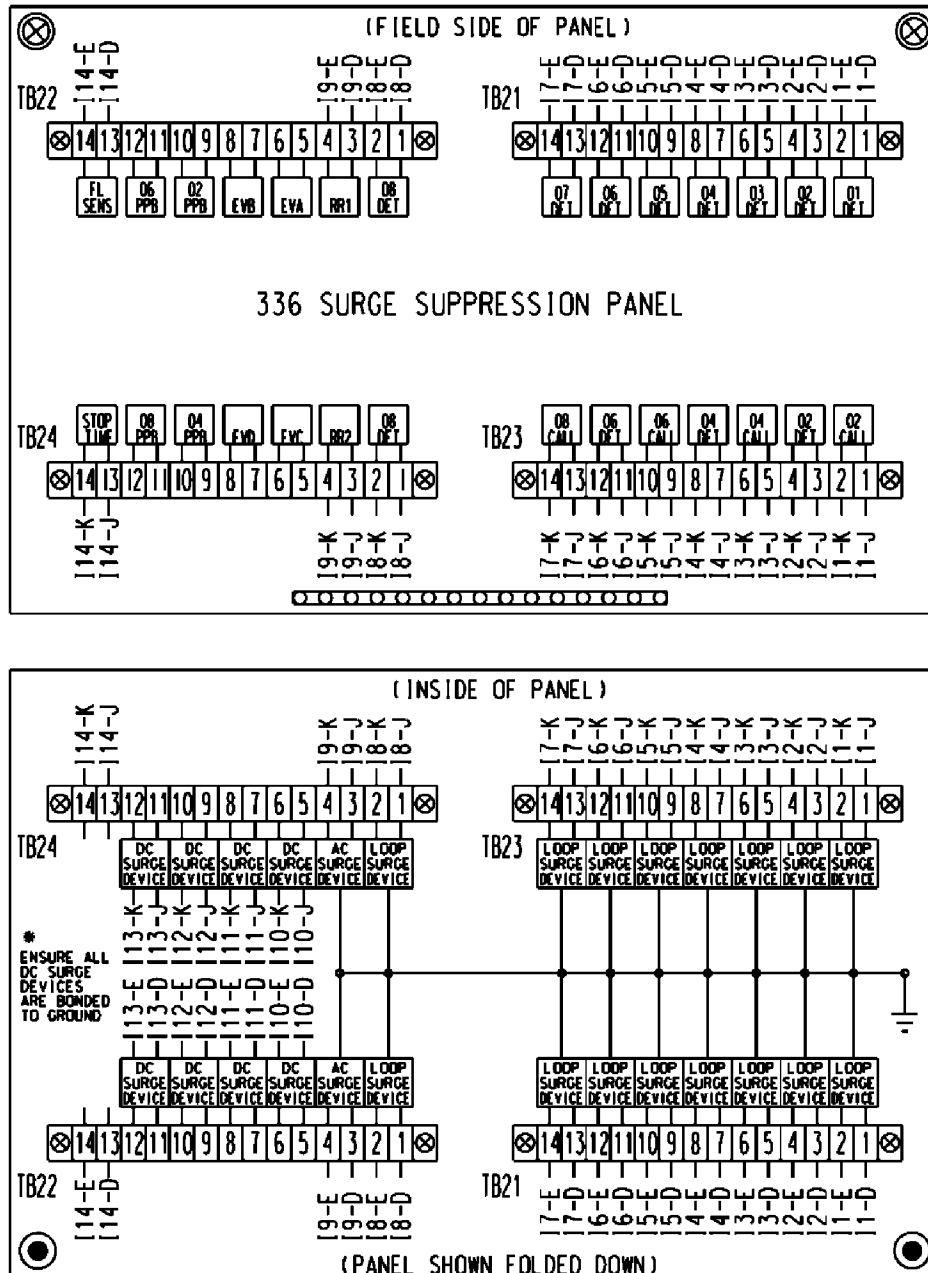 (FIELD SIDE OF PANEL)
I14-E I14-D I9-E I9-D I8-E I8-D
TB22
14 13 12 11 10 9 8 7 6 5 4 3 2 1
FL SENS
06 PPB
02 PPB
EVB
EVA
RR1
08 DET
I7-E I7-D I6-E I6-D I5-E I5-D I4-E I4-D I3-E I3-D I2-E I2-D I1-E I1-D
TB21
14 13 12 11 10 9 8 7 6 5 4 3 2 1
07 DET
06 DET
05 DET
04 DET
03 DET
02 DET
01 DET
336 SURGE SUPPRESSION PANEL
STOP TIME
08 PPB
04 PPB
EVD
EVC
RR2
08 DET
TB24
14 13 12 11 10 9 8 7 6 5 4 3 2 1
I14-K I14-J I9-K I9-J I8-K I8-J
08 CALL
06 DET
06 CALL
04 DET
04 CALL
02 DET
02 CALL
TB23
14 13 12 11 10 9 8 7 6 5 4 3 2 1
I7-K I7-J I6-K I6-J I5-K I5-J I4-K I4-J I3-K I3-J I2-K I2-J I1-K I1-J
(INSIDE OF PANEL)
I14-K I14-J I9-K I9-J I8-K I8-J
14 13 12 11 10 9 8 7 6 5 4 3 2 1
TB24
DC SURGE DEVICE
DC SURGE DEVICE
DC SURGE DEVICE
DC SURGE DEVICE
AC SURGE DEVICE
LOOP SURGE DEVICE
I13-K I13-J I12-K I12-J I11-K I11-J I10-K I10-J
I7-K I7-J I6-K I6-J I5-K I5-J I4-K I4-J I3-K I3-J I2-K I2-J I1-K I1-J
14 13 12 11 10 9 8 7 6 5 4 3 2 1
TB23
LOOP SURGE DEVICE
LOOP SURGE DEVICE
LOOP SURGE DEVICE
LOOP SURGE DEVICE
LOOP SURGE DEVICE
LOOP SURGE DEVICE
LOOP SURGE DEVICE
*
ENSURE ALL
DC SURGE
DEVICES
ARE BONDED
TO GROUND
I13-E I13-D I12-E I12-D I11-E I11-D I10-E I10-D
DC SURGE DEVICE
DC SURGE DEVICE
DC SURGE DEVICE
DC SURGE DEVICE
AC SURGE DEVICE
LOOP SURGE DEVICE
14 13 12 11 10 9 8 7 6 5 4 3 2 1
TB22
I14-E I14-D I9-E I9-D I8-E I8-D
LOOP SURGE DEVICE
LOOP SURGE DEVICE
LOOP SURGE DEVICE
LOOP SURGE DEVICE
LOOP SURGE DEVICE
LOOP SURGE DEVICE
LOOP SURGE DEVICE
14 13 12 11 10 9 8 7 6 5 4 3 2 1
TB21
I7-E I7-D I6-E I6-D I5-E I5-D I4-E I4-D I3-E I3-D I2-E I2-D I1-E I1-D
(PANEL SHOWN FOLDED DOWN)